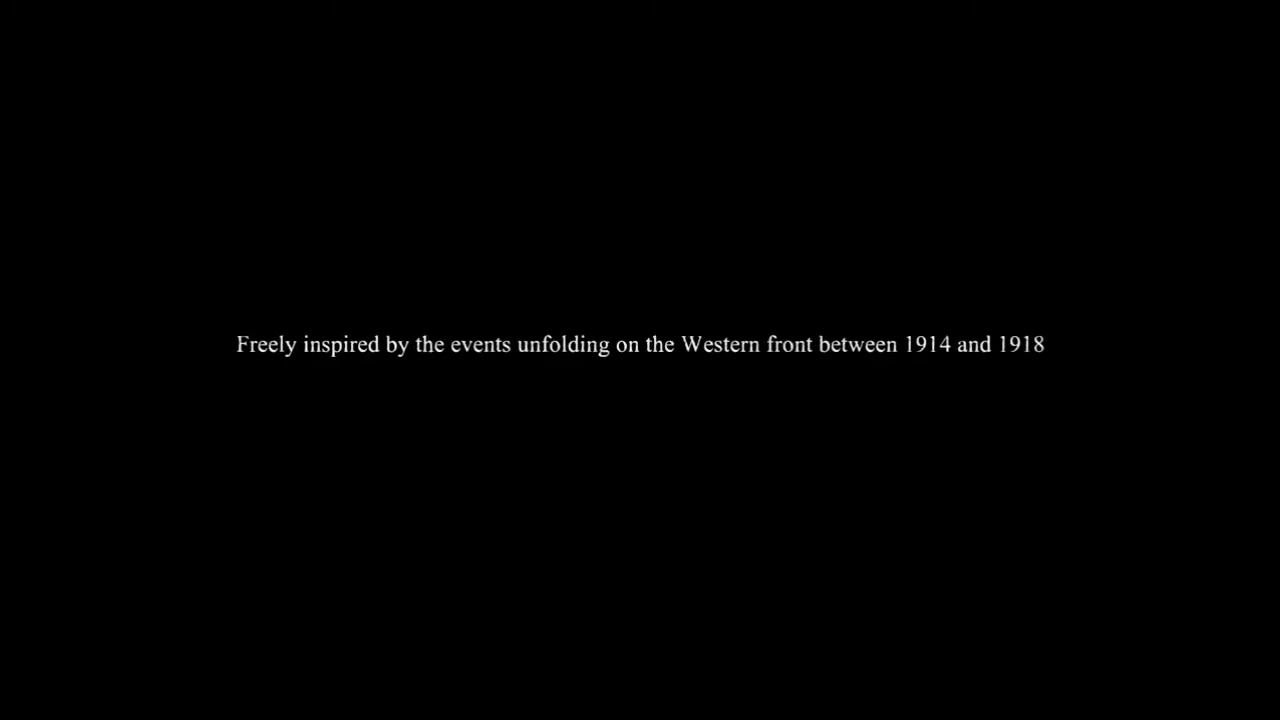 Freely inspired by the events unfolding on the Western front between 1914 and 1918